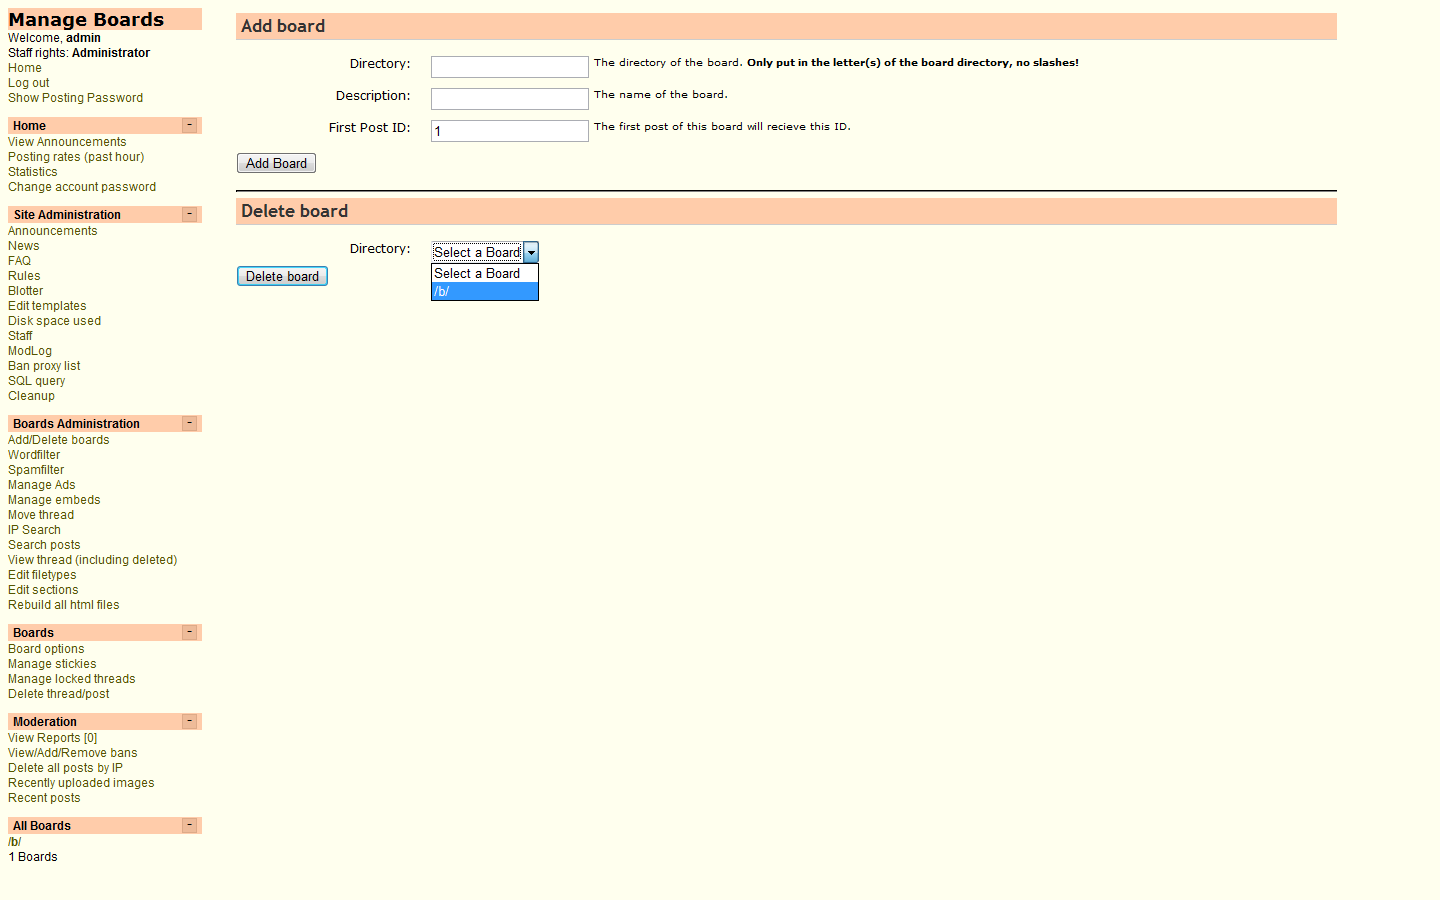 Manage Boards
Welcome, admin
Staff rights: Administrator
Home
Log out
Show Posting Password
Home -
View Announcements
Posting rates (past hour)
Statistics
Change account password
Site Administration -
Announcements
News
FAQ
Rules
Blotter
Edit templates
Disk space used
Staff
ModLog
Ban proxy list
SQL query
Cleanup
Boards Administration -
Add/Delete boards
Wordfilter
Spamfilter
Manage Ads
Manage embeds
Move thread
IP Search
Search posts
View thread (including deleted)
Edit filetypes
Edit sections
Rebuild all html files
Boards -
Board options
Manage stickies
Manage locked threads
Delete thread/post
Moderation -
View Reports [0]
View/Add/Remove bans
Delete all posts by IP
Recently uploaded images
Recent posts
All Boards -
/b/
1 Boards
Add board
Directory: The directory of the board. Only put in the letter(s) of the board directory, no slashes!
Description: The name of the board.
First Post ID: 1 The first post of this board will recieve this ID.
Add Board
Delete board
Directory: Select a Board
Select a Board
/b/
Delete board